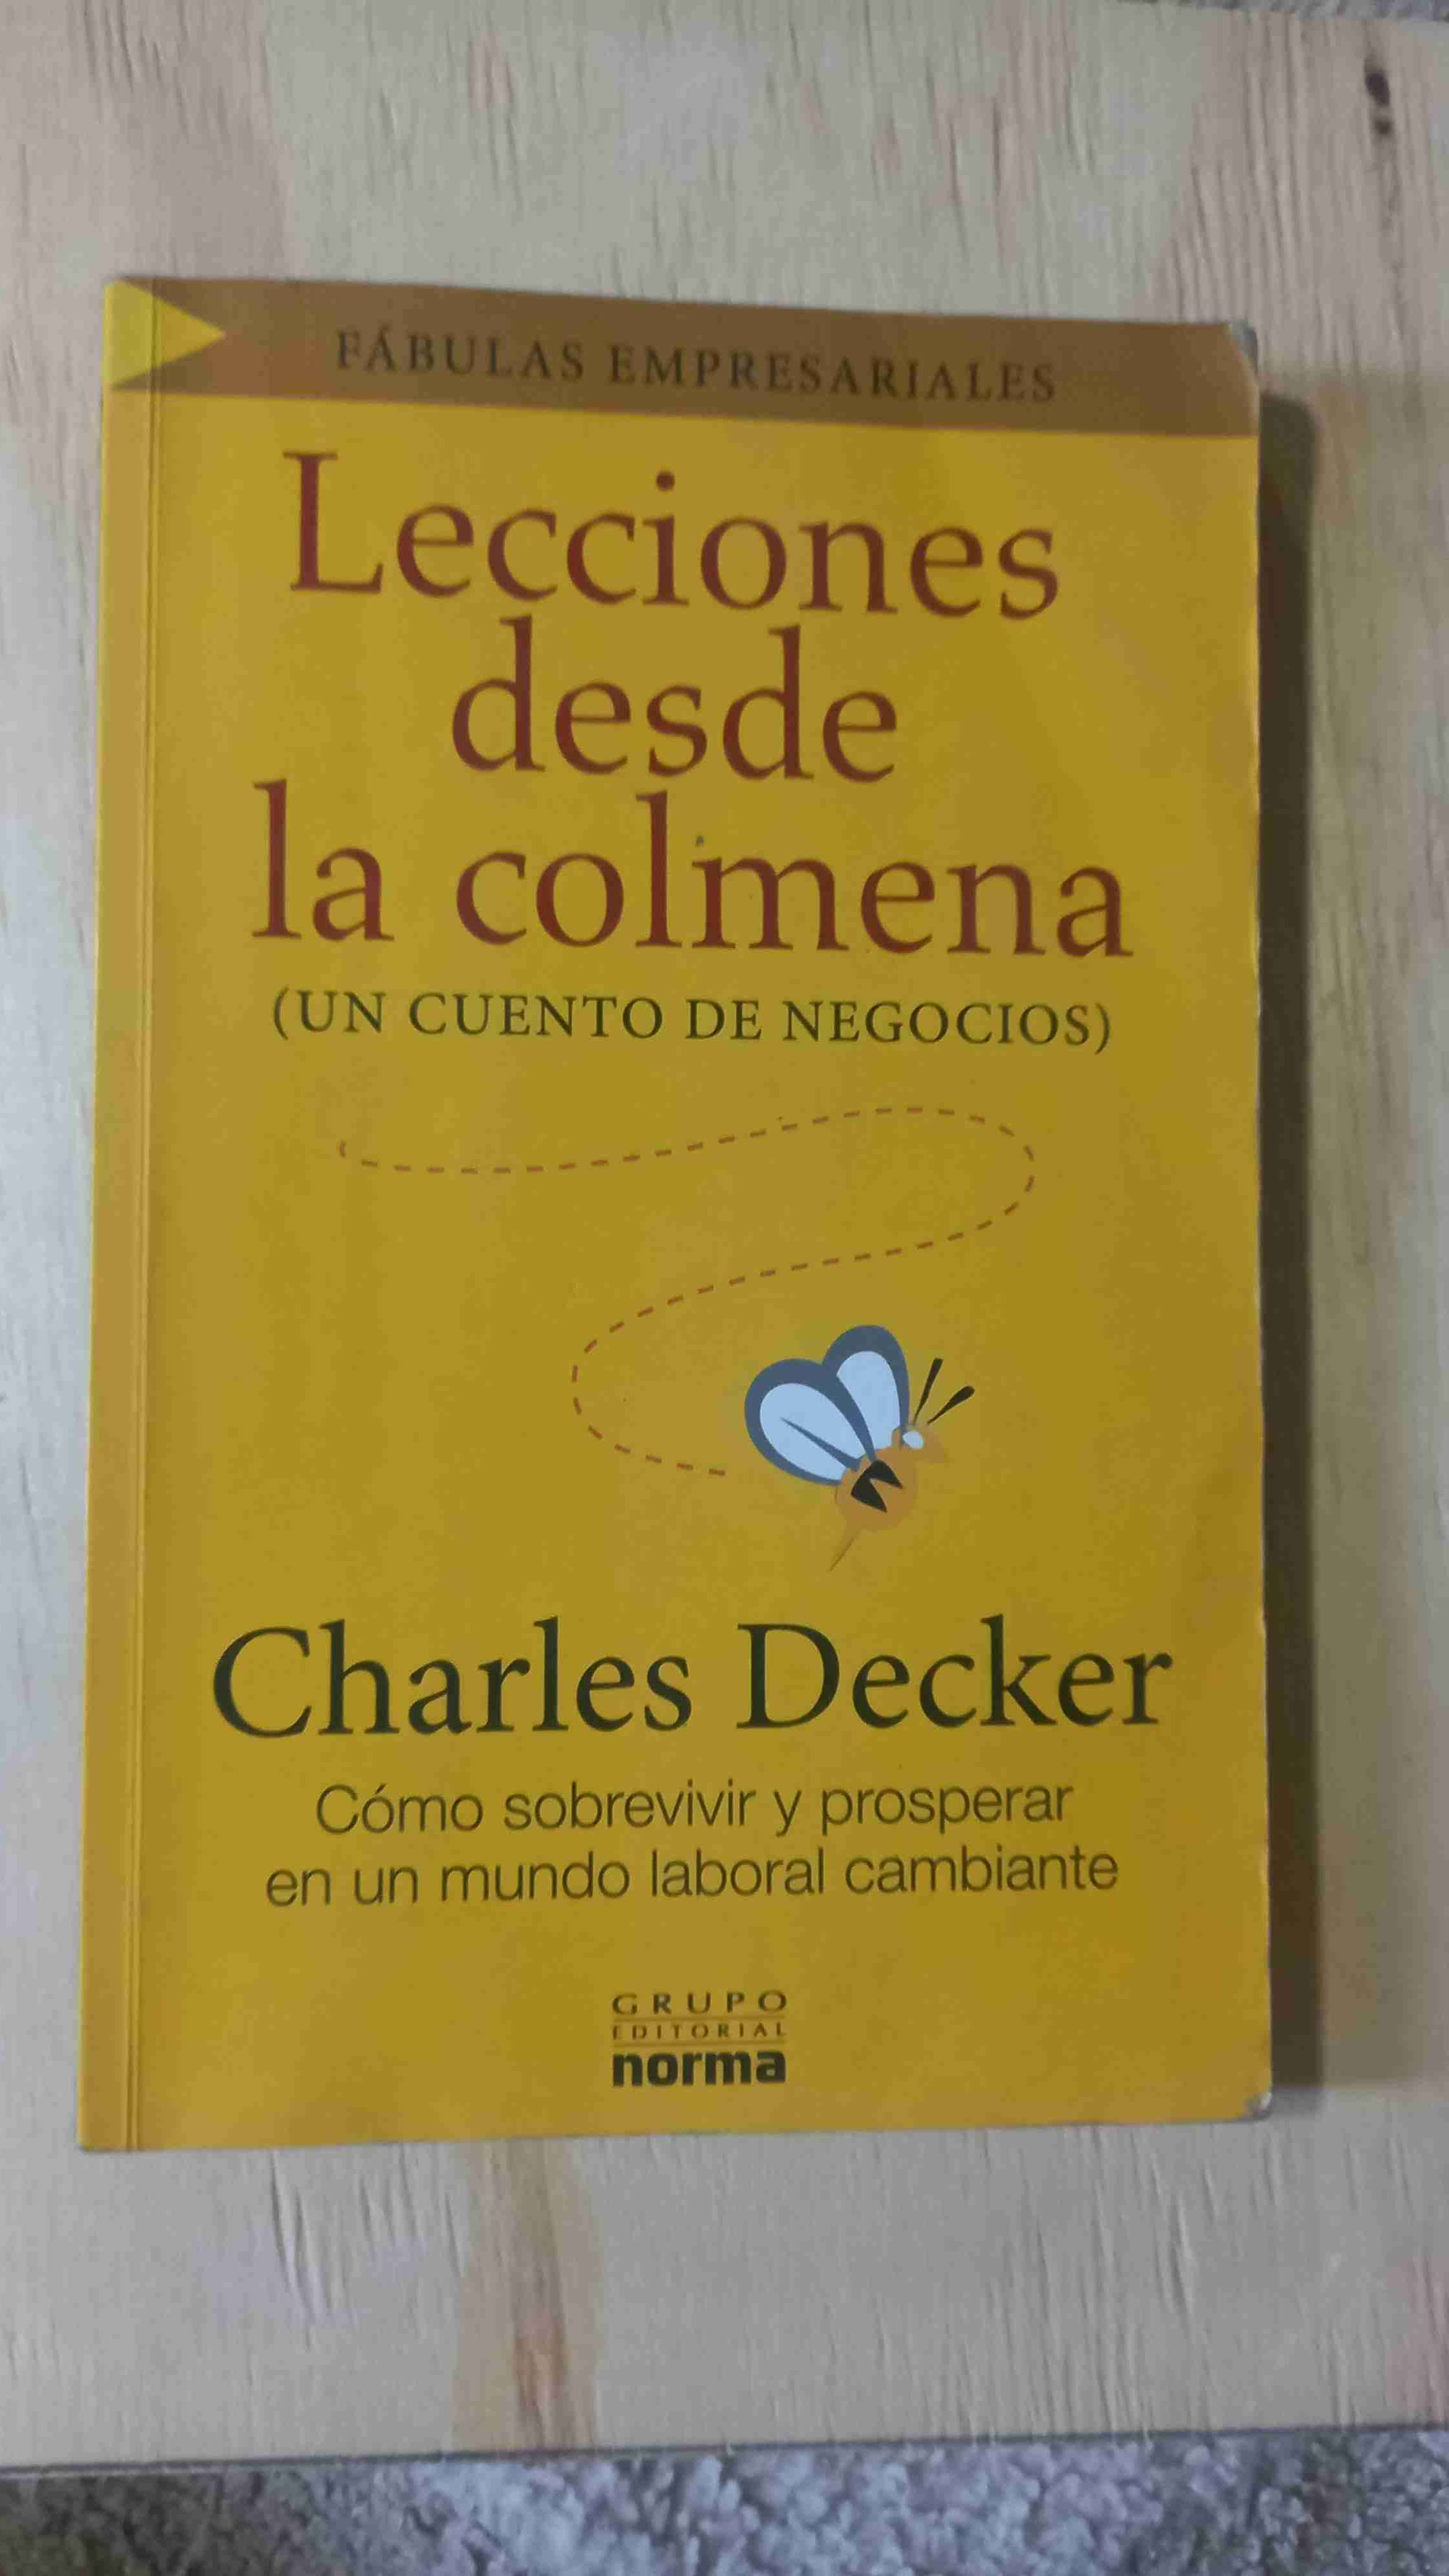 FÁBULAS EMPRESARIALES
Lecciones
desde
la colmena
(UN CUENTO DE NEGOCIOS)
Charles Decker
Cómo sobrevivir y prosperar
en un mundo laboral cambiante
GRUPO
EDITORIAL
norma